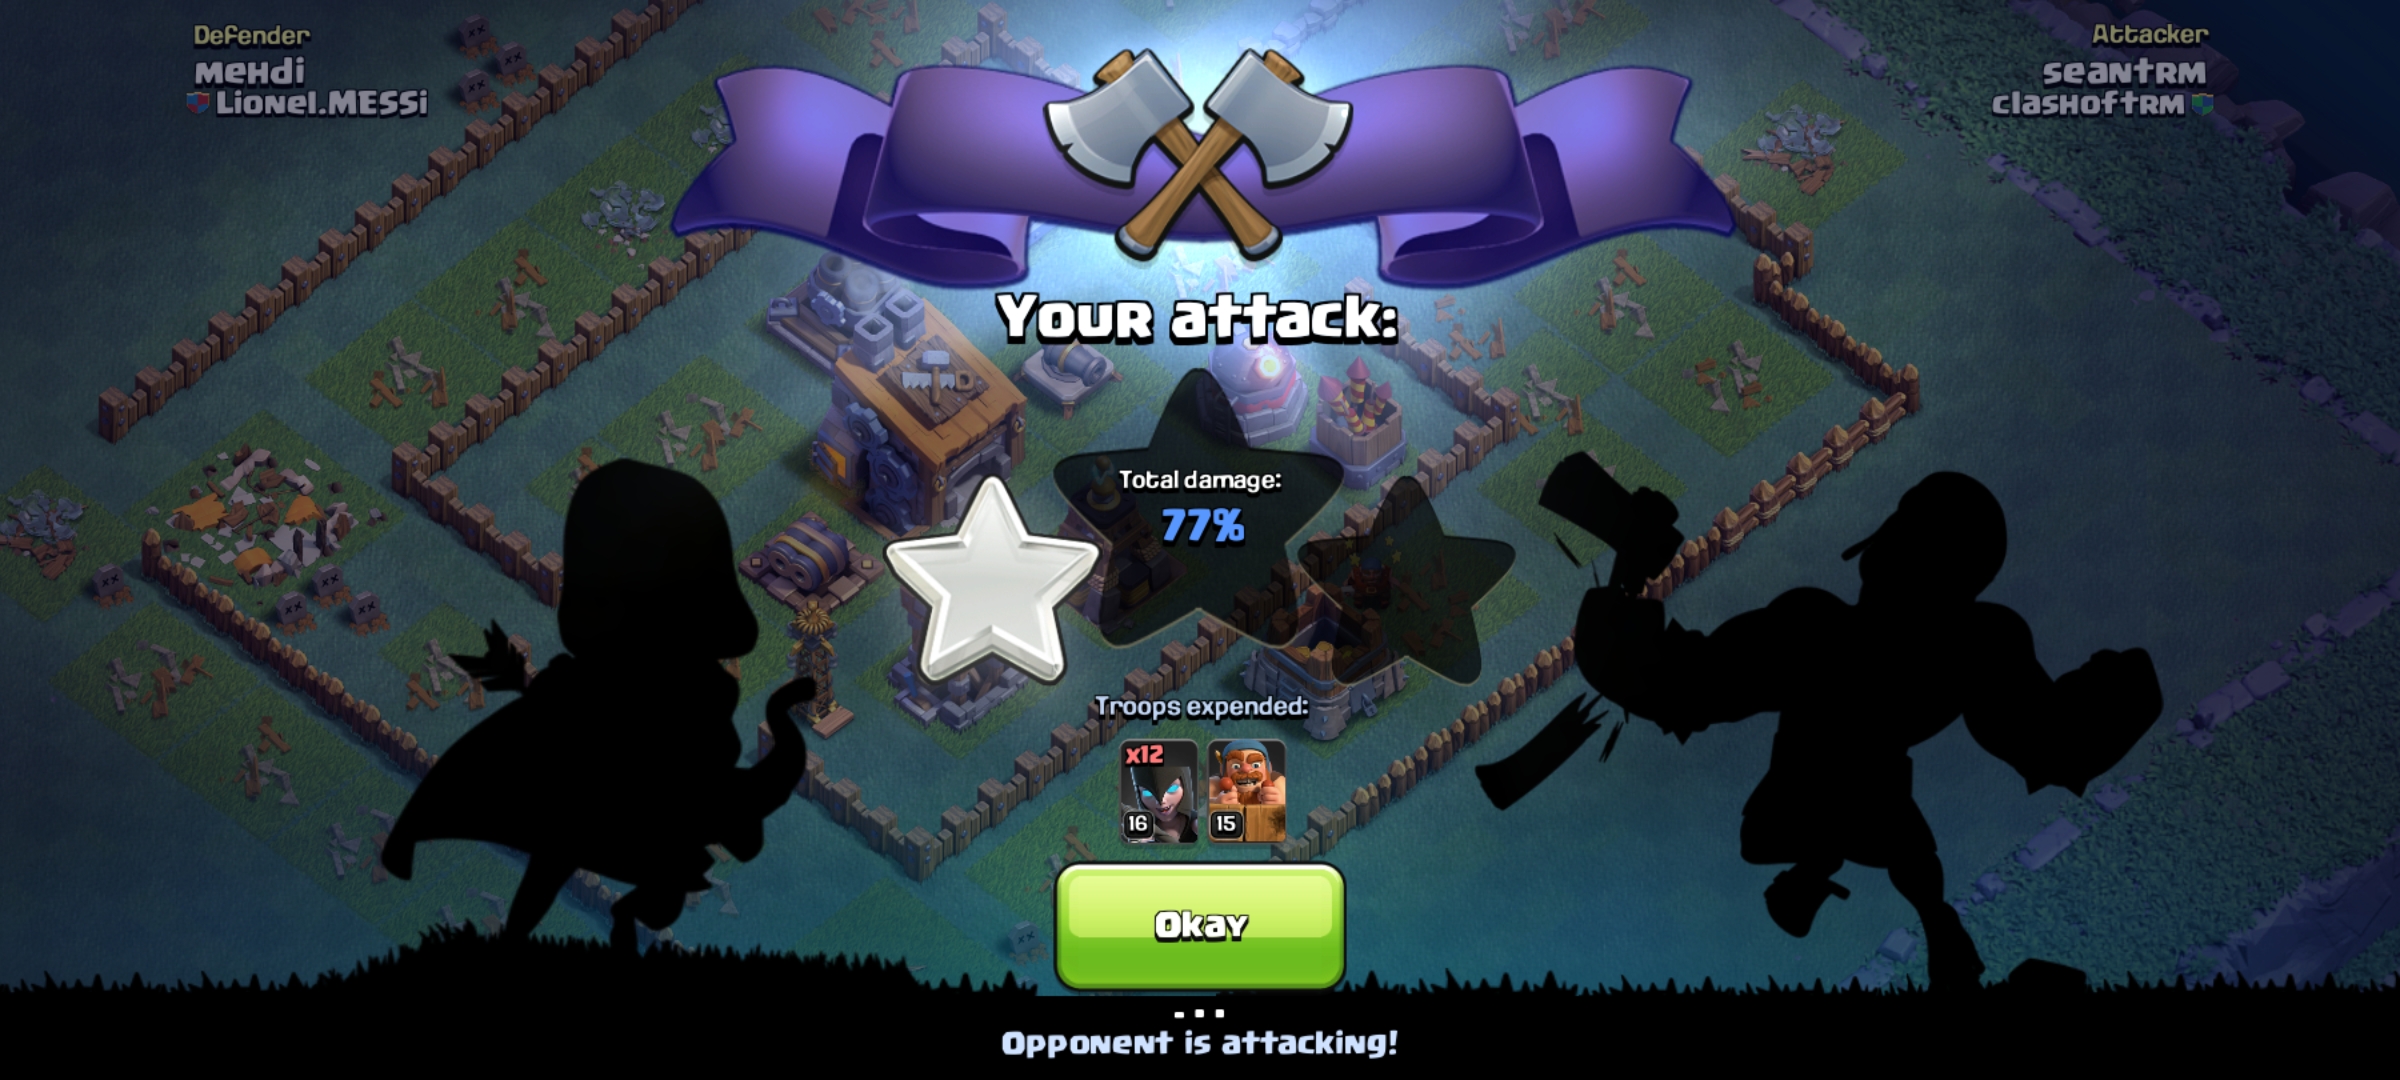 Defender
мeHdi
Lionel.MESSi
Attacker
seantRM
clashoftRM
Your attack:
Total damage:
77%
Troops expended:
x12
16
15
Okay
Opponent is attacking!